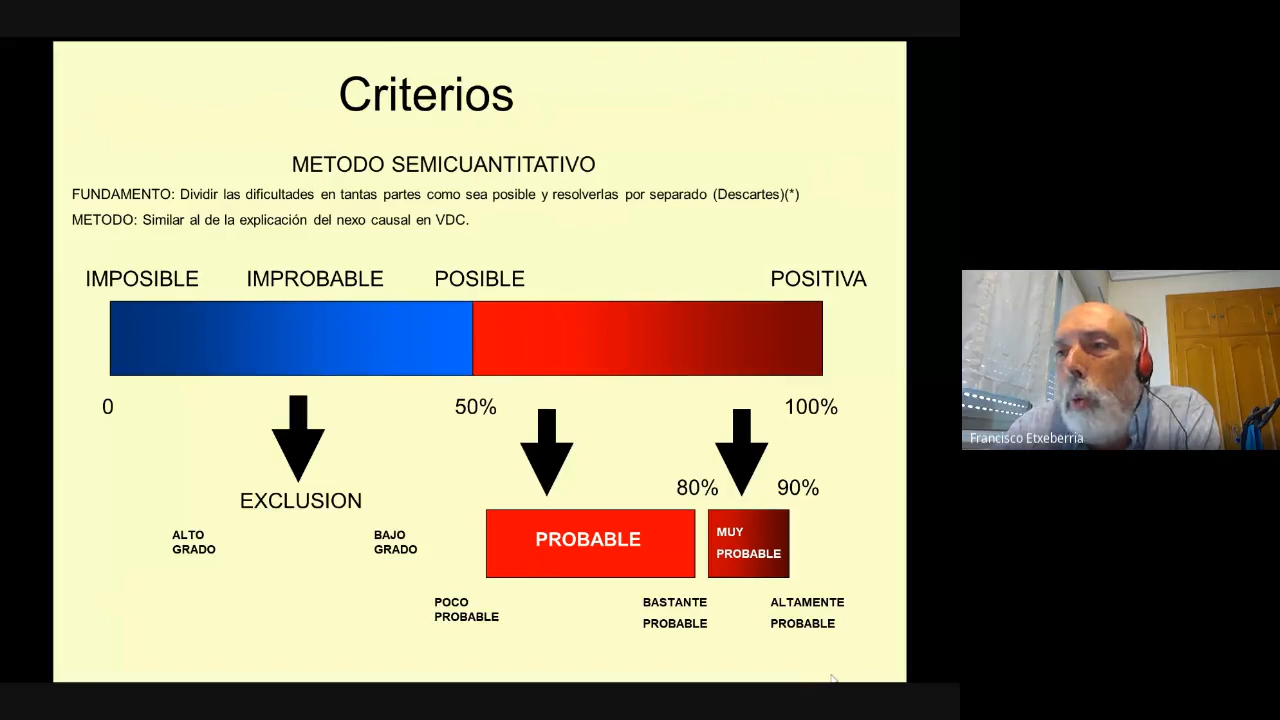 Criterios
METODO SEMICUANTITATIVO
FUNDAMENTO: Dividir las dificultades en tantas partes como sea posible y resolverlas por separado (Descartes)(*)
METODO: Similar al de la explicación del nexo causal en VDC.
IMPOSIBLE IMPROBABLE POSIBLE POSITIVA
0 50% 100%
80% 90%
EXCLUSION
ALTO
GRADO
BAJO
GRADO
PROBABLE
MUY
PROBABLE
POCO
PROBABLE
BASTANTE
PROBABLE
ALTAMENTE
PROBABLE
Francisco Etxeberria